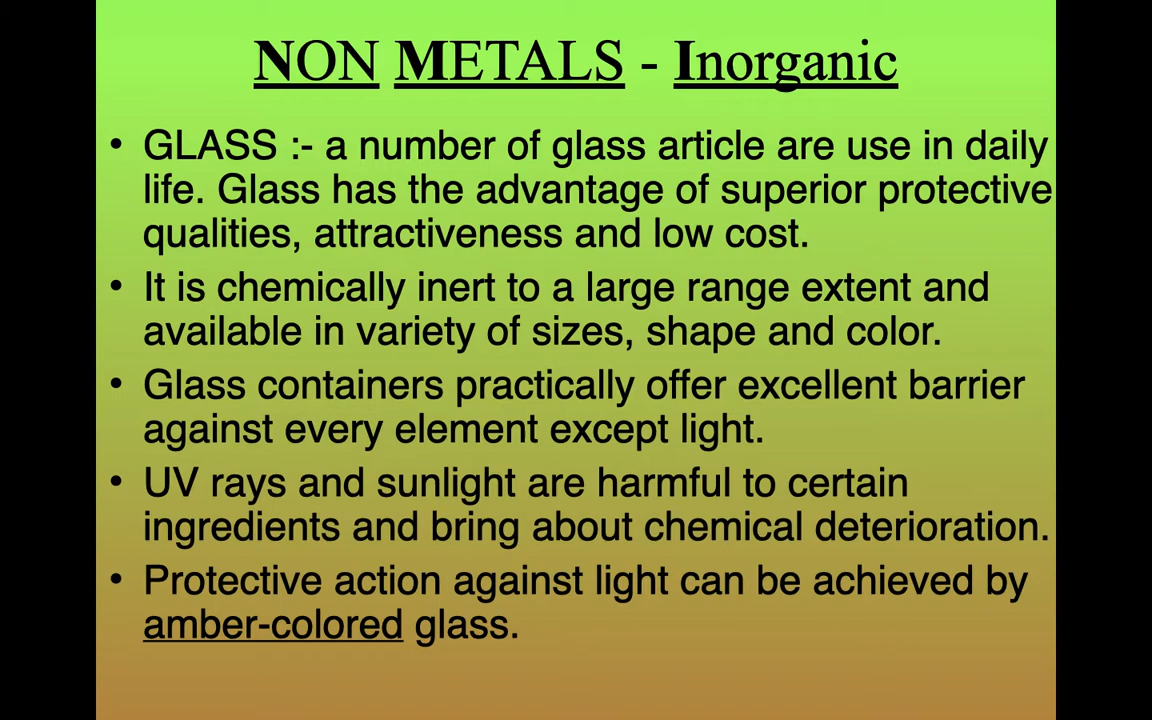 NON METALS - Inorganic
• GLASS :- a number of glass article are use in daily
life. Glass has the advantage of superior protective
qualities, attractiveness and low cost.
• It is chemically inert to a large range extent and
available in variety of sizes, shape and color.
• Glass containers practically offer excellent barrier
against every element except light.
• UV rays and sunlight are harmful to certain
ingredients and bring about chemical deterioration.
• Protective action against light can be achieved by
amber-colored glass.